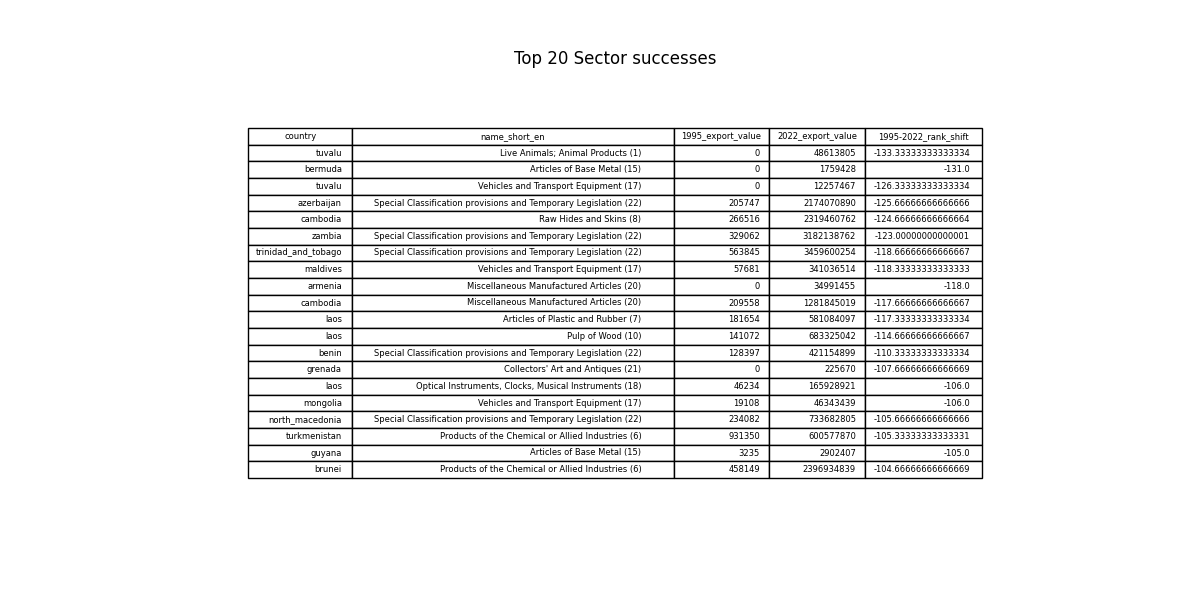 Top 20 Sector successes
country name_short_en 1995_export_value 2022_export_value 1995-2022_rank_shift
tuvalu Live Animals; Animal Products (1) 0 48613805 -133.33333333333334
bermuda Articles of Base Metal (15) 0 1759428 -131.0
tuvalu Vehicles and Transport Equipment (17) 0 12257467 -126.33333333333334
azerbaijan Special Classification provisions and Temporary Legislation (22) 205747 2174070890 -125.66666666666666
cambodia Raw Hides and Skins (8) 266516 2319460762 -124.66666666666664
zambia Special Classification provisions and Temporary Legislation (22) 329062 3182138762 -123.00000000000001
trinidad_and_tobago Special Classification provisions and Temporary Legislation (22) 563845 3459600254 -118.66666666666667
maldives Vehicles and Transport Equipment (17) 57681 341036514 -118.33333333333333
armenia Miscellaneous Manufactured Articles (20) 0 34991455 -118.0
cambodia Miscellaneous Manufactured Articles (20) 209558 1281845019 -117.66666666666667
laos Articles of Plastic and Rubber (7) 181654 581084097 -117.33333333333334
laos Pulp of Wood (10) 141072 683325042 -114.66666666666667
benin Special Classification provisions and Temporary Legislation (22) 128397 421154899 -110.33333333333334
grenada Collectors' Art and Antiques (21) 0 225670 -107.66666666666669
laos Optical Instruments, Clocks, Musical Instruments (18) 46234 165928921 -106.0
mongolia Vehicles and Transport Equipment (17) 19108 46343439 -106.0
north_macedonia Special Classification provisions and Temporary Legislation (22) 234082 733682805 -105.66666666666666
turkmenistan Products of the Chemical or Allied Industries (6) 931350 600577870 -105.33333333333331
guyana Articles of Base Metal (15) 3235 2902407 -105.0
brunei Products of the Chemical or Allied Industries (6) 458149 2396934839 -104.66666666666669